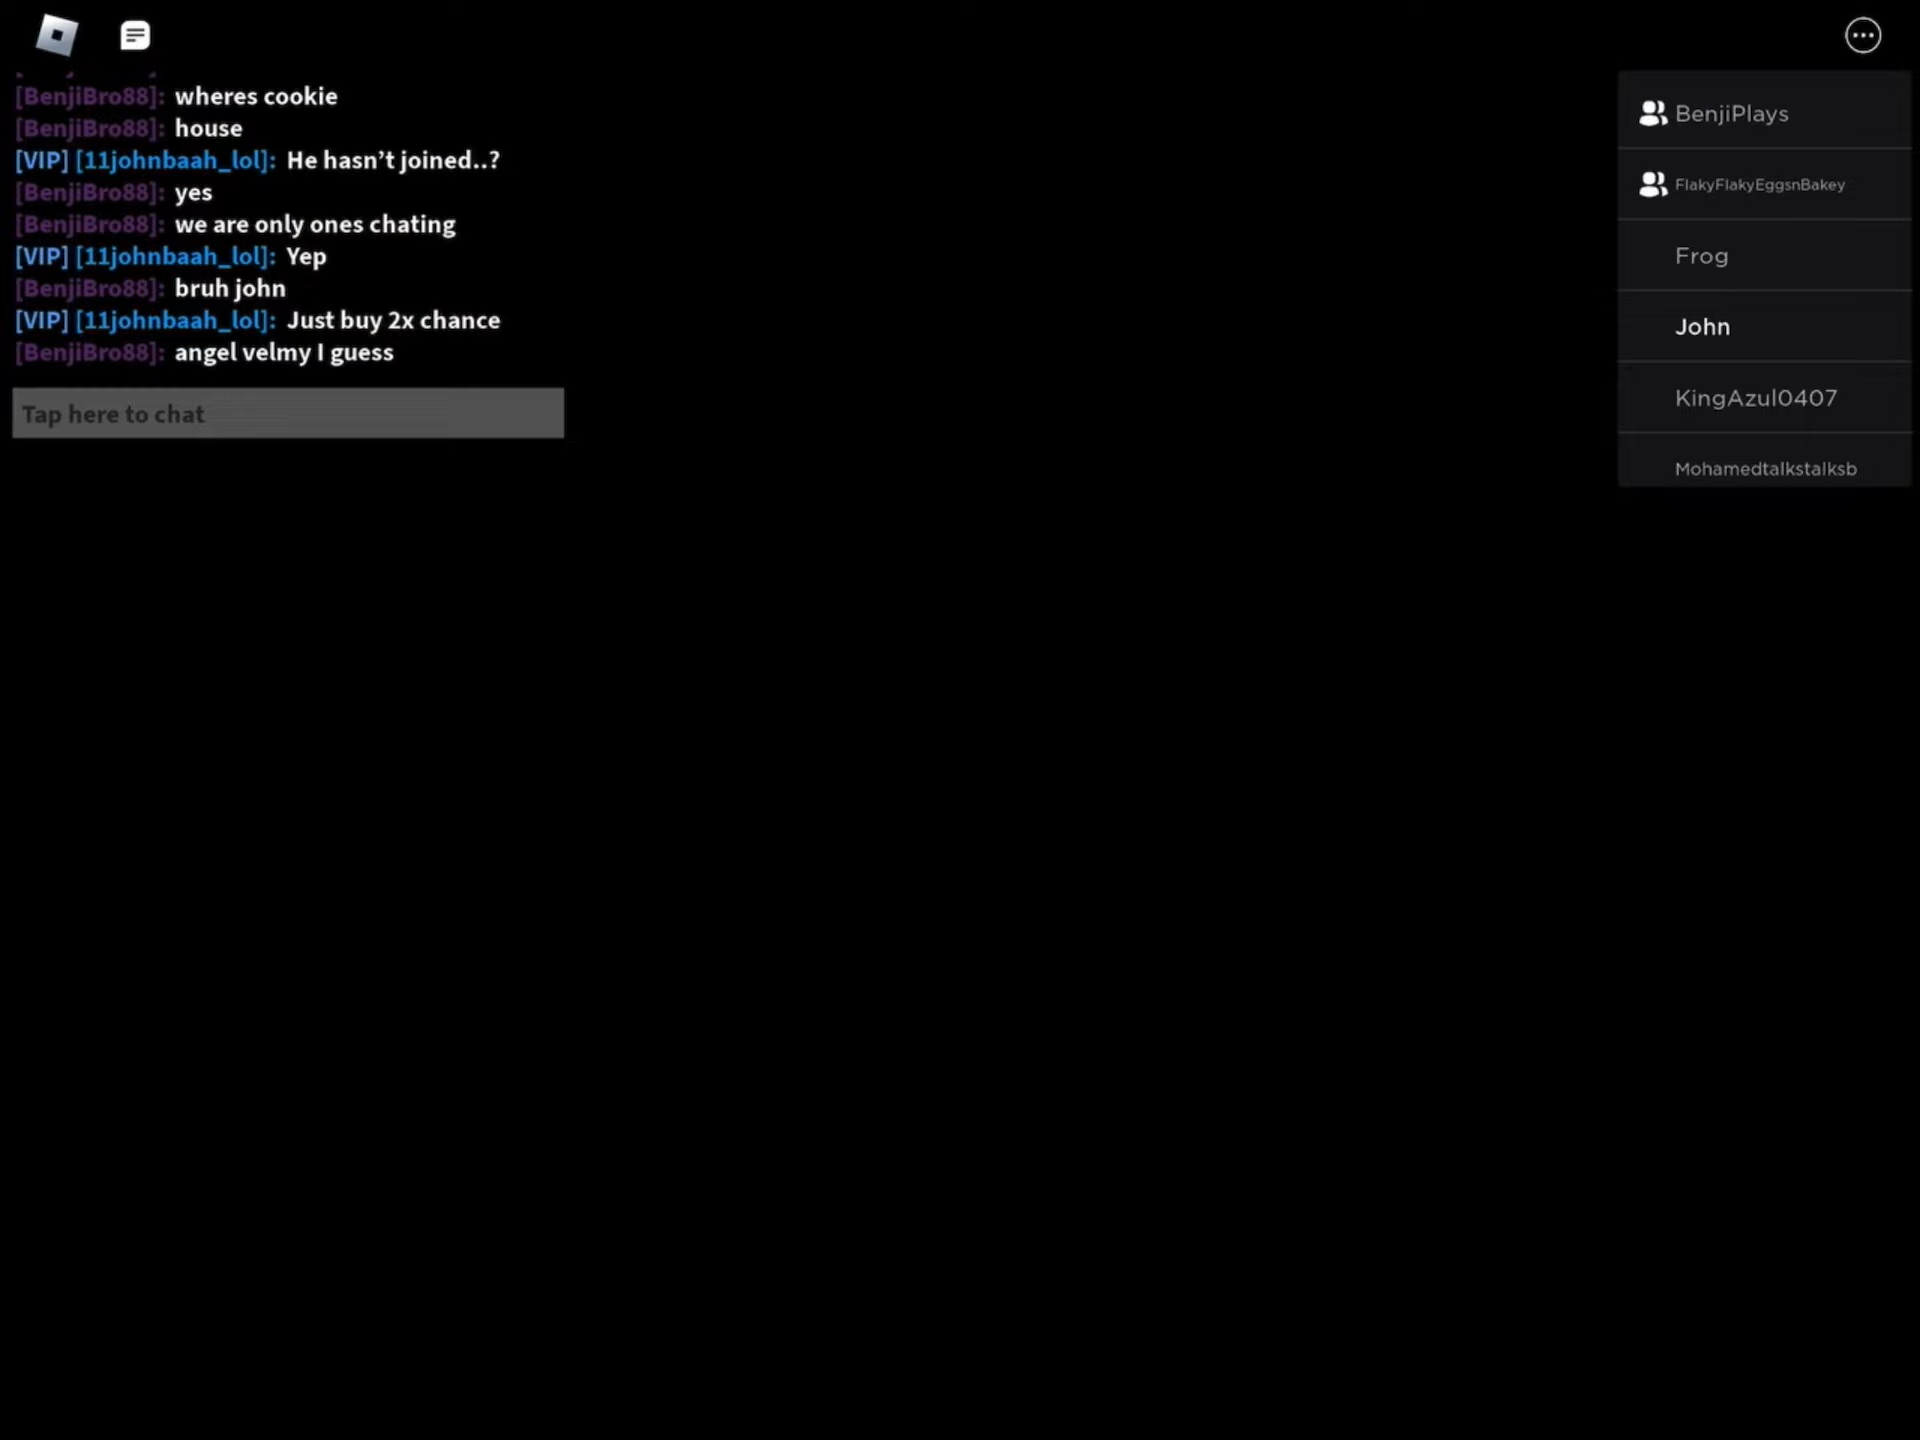 [BenjiBro88]: wheres cookie
[BenjiBro88]: house
[VIP] [11johnbaah_lol]: He hasn’t joined..?
[BenjiBro88]: yes
[BenjiBro88]: we are only ones chating
[VIP] [11johnbaah_lol]: Yep
[BenjiBro88]: bruh john
[VIP] [11johnbaah_lol]: Just buy 2x chance
[BenjiBro88]: angel velmy I guess
Tap here to chat
BenjiPlays
FlakyFlakyEggsnBakey
Frog
John
KingAzul0407
Mohamedtalkstalksb